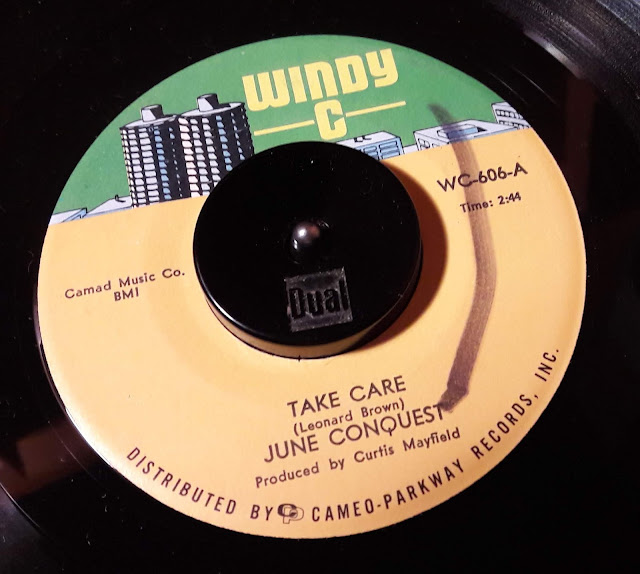 WINDY
C
WC-606-A
Time: 2:44
Camad Music Co.
BMI
Dual
TAKE CARE
(Leonard Brown)
JUNE CONQUEST
Produced by Curtis Mayfield
DISTRIBUTED BY CP CAMEO-PARKWAY RECORDS, INC.